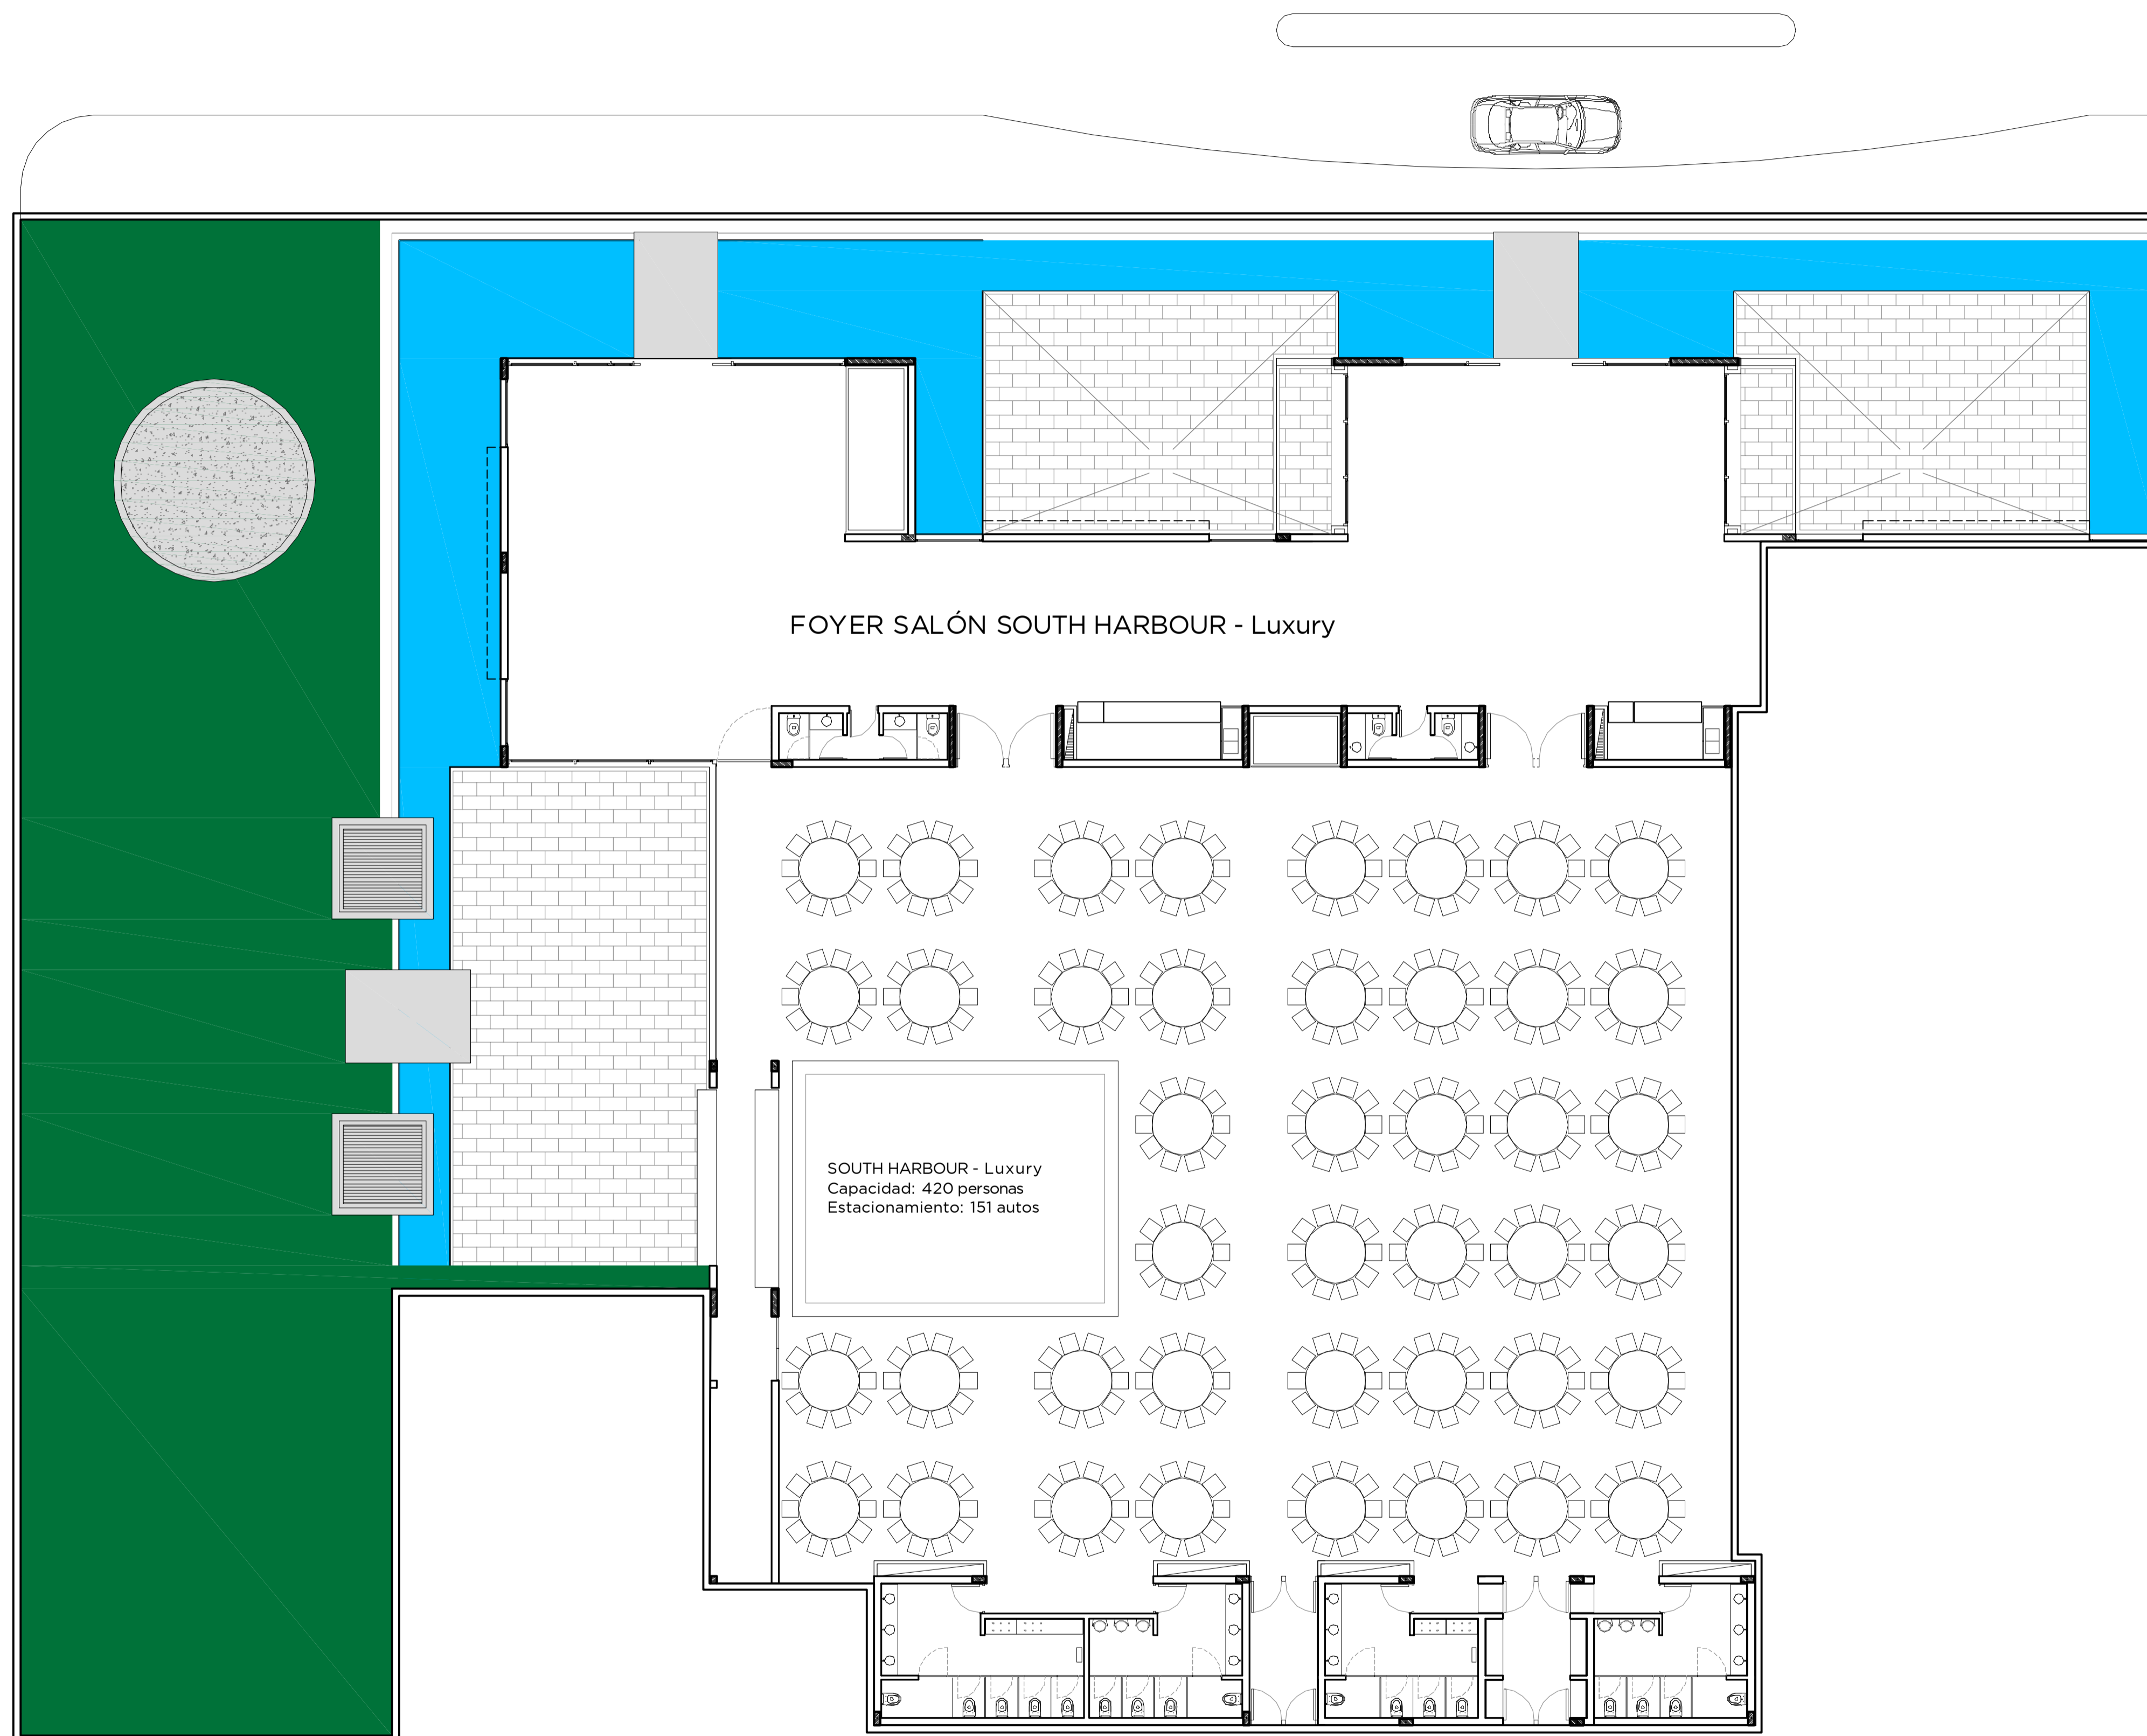 FOYER SALÓN SOUTH HARBOUR - Luxury
SOUTH HARBOUR - Luxury
Capacidad: 420 personas
Estacionamiento: 151 autos